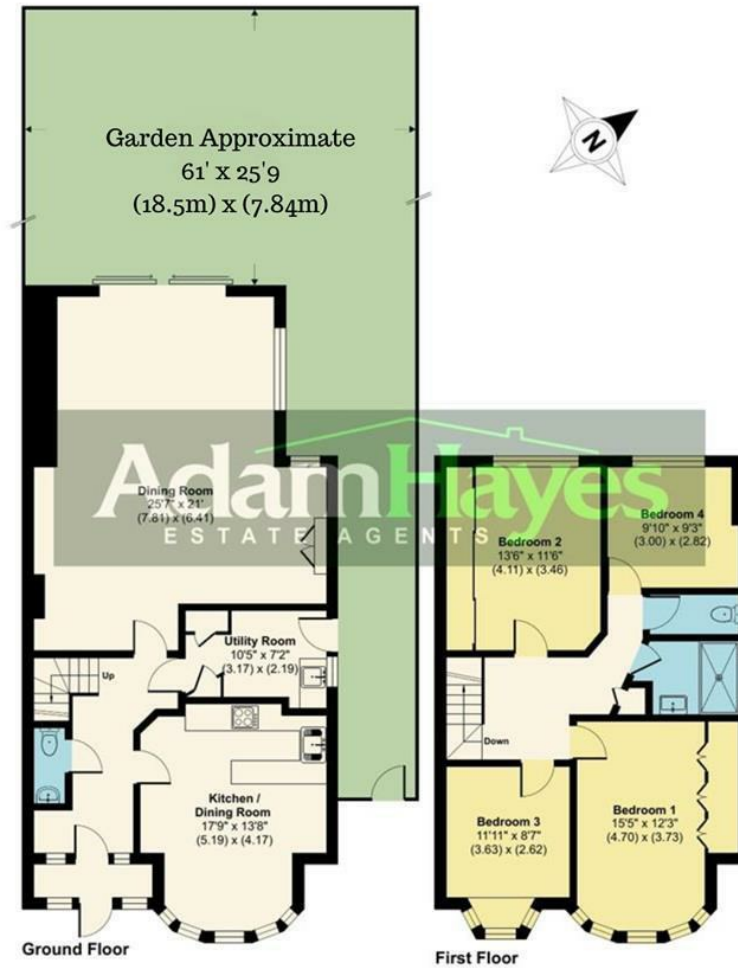 Garden Approximate
61' x 25'9
(18.5m) x (7.84m)
N
AdamHayes
ESTATE AGENTS
Dining Room
25'7" x 21'
(7.81) x (6.41)
Utility Room
10'5" x 7'2"
(3.17) x (2.19)
Up
Kitchen /
Dining Room
17'9" x 13'8"
(5.19) x (4.17)
Ground Floor
Bedroom 2
13'6" x 11'6"
(4.11) x (3.46)
Bedroom 4
9'10" x 9'3"
(3.00) x (2.82)
Down
Bedroom 3
11'11" x 8'7"
(3.63) x (2.62)
Bedroom 1
15'5" x 12'3"
(4.70) x (3.73)
First Floor